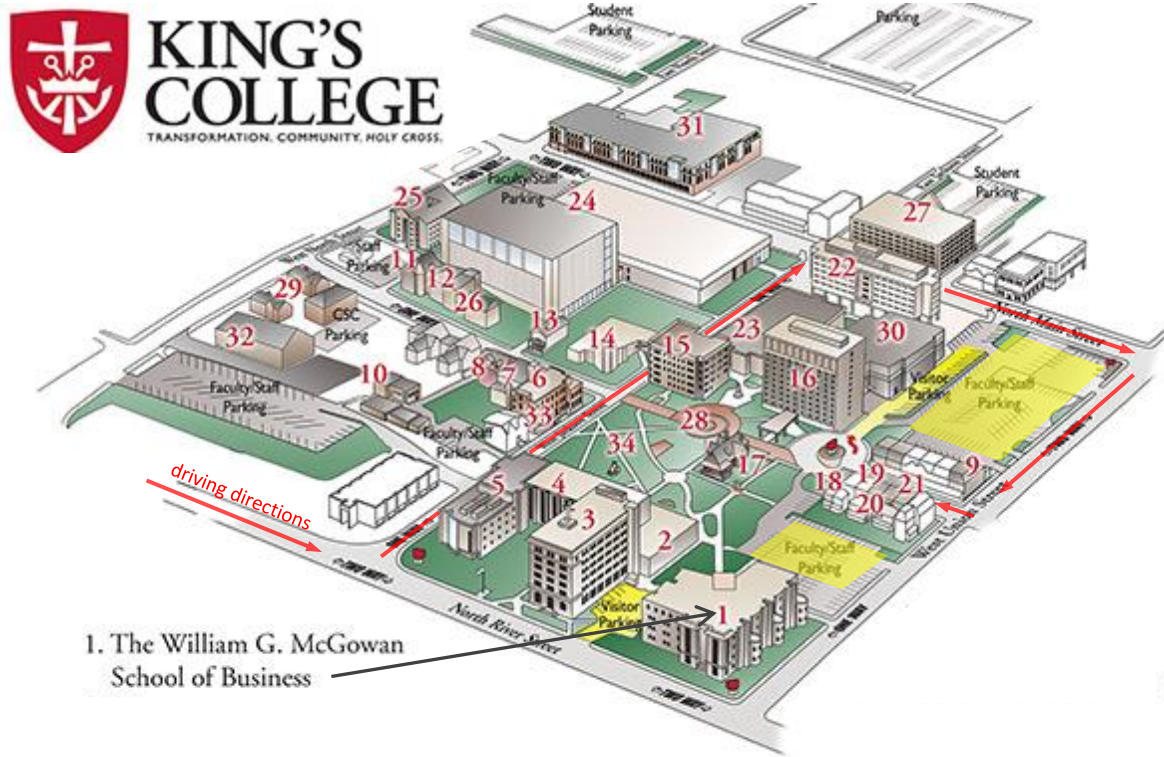 KING'S
COLLEGE
TRANSFORMATION. COMMUNITY. HOLY CROSS.
Student
Parking
Parking
31
Faculty/Staff
Parking
24
25
Student
Parking
27
Staff
Parking
11
12
26
22
29
CSC
Parking
13
32
23
30
North Main Street
14
15
16
8
7
6
10
Faculty/Staff
Parking
Visitor
Parking
Faculty/Staff
Parking
33
28
Faculty/Staff
Parking
34
17
18
19
20
21
9
driving directions
5
4
3
2
West Union Street
Faculty/Staff
Parking
Visitor
Parking
1
North River Street
TWO WAY
1. The William G. McGowan
School of Business
TWO WAY